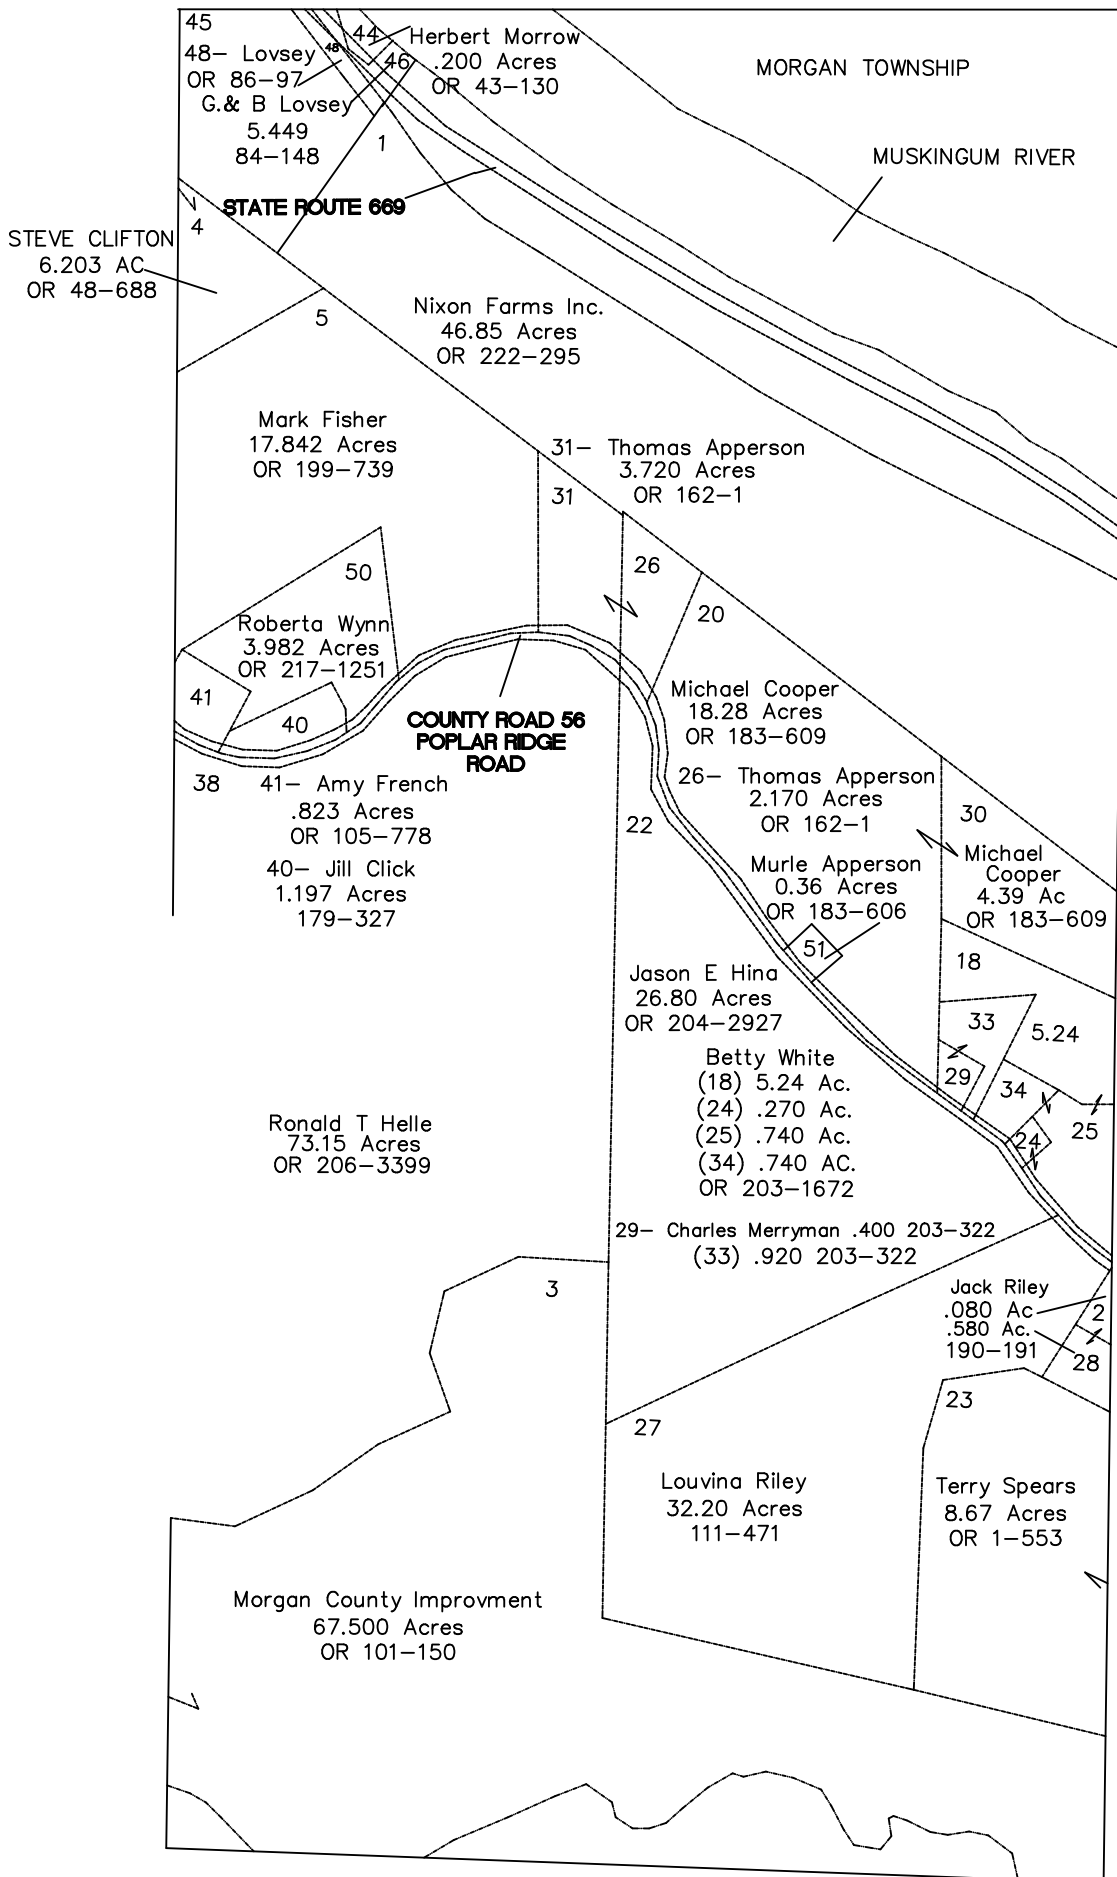 45
44
48
46
Herbert Morrow
.200 Acres
OR 43-130
48- Lovsey
OR 86-97
G.& B Lovsey
5.449
84-148
1
MORGAN TOWNSHIP
MUSKINGUM RIVER
STATE ROUTE 669
4
STEVE CLIFTON
6.203 AC
OR 48-688
5
Nixon Farms Inc.
46.85 Acres
OR 222-295
Mark Fisher
17.842 Acres
OR 199-739
31- Thomas Apperson
3.720 Acres
OR 162-1
31
26
20
50
Roberta Wynn
3.982 Acres
OR 217-1251
41
40
38
COUNTY ROAD 56
POPLAR RIDGE
ROAD
Michael Cooper
18.28 Acres
OR 183-609
26- Thomas Apperson
2.170 Acres
OR 162-1
41- Amy French
.823 Acres
OR 105-778
40- Jill Click
1.197 Acres
179-327
22
30
Michael
Cooper
4.39 Ac
OR 183-609
Murle Apperson
0.36 Acres
OR 183-606
51
18
Jason E Hina
26.80 Acres
OR 204-2927
33
5.24
29
34
24
25
Betty White
(18) 5.24 Ac.
(24) .270 Ac.
(25) .740 Ac.
(34) .740 AC.
OR 203-1672
Ronald T Helle
73.15 Acres
OR 206-3399
29- Charles Merryman .400 203-322
(33) .920 203-322
3
Jack Riley
.080 Ac
.580 Ac.
190-191
2
28
23
27
Louvina Riley
32.20 Acres
111-471
Terry Spears
8.67 Acres
OR 1-553
Morgan County Improvment
67.500 Acres
OR 101-150